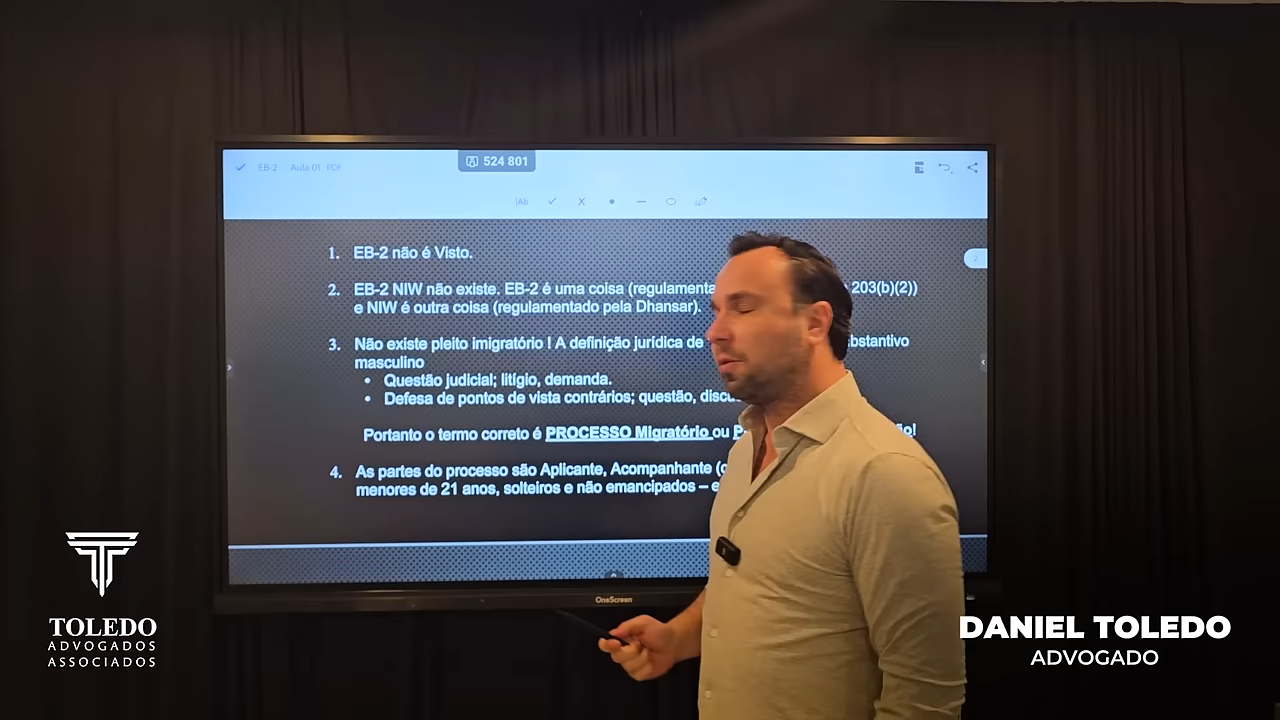 EB-2 Aula 01 PDF
524 801
|Ab
1. EB-2 não é Visto.
2. EB-2 NIW não existe. EB-2 é uma coisa (regulamenta 203(b)(2))
e NIW é outra coisa (regulamentado pela Dhansar).
3. Não existe pleito imigratório ! A definição jurídica de bstantivo
masculino
• Questão judicial; litígio, demanda.
• Defesa de pontos de vista contrários; questão, discu
Portanto o termo correto é PROCESSO Migratório ou P ão!
4. As partes do processo são Aplicante, Acompanhante (c
menores de 21 anos, solteiros e não emancipados – e
OneScreen
TOLEDO
ADVOGADOS
ASSOCIADOS
DANIEL TOLEDO
ADVOGADO